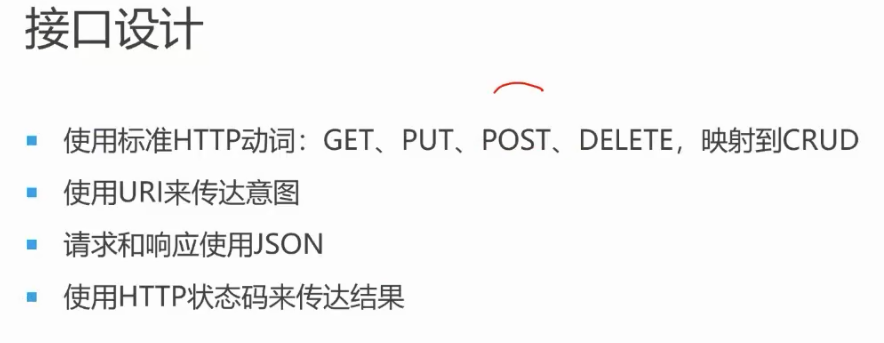 接口设计
使用标准HTTP动词：GET、PUT、POST、DELETE，映射到CRUD
使用URI来传达意图
请求和响应使用JSON
使用HTTP状态码来传达结果